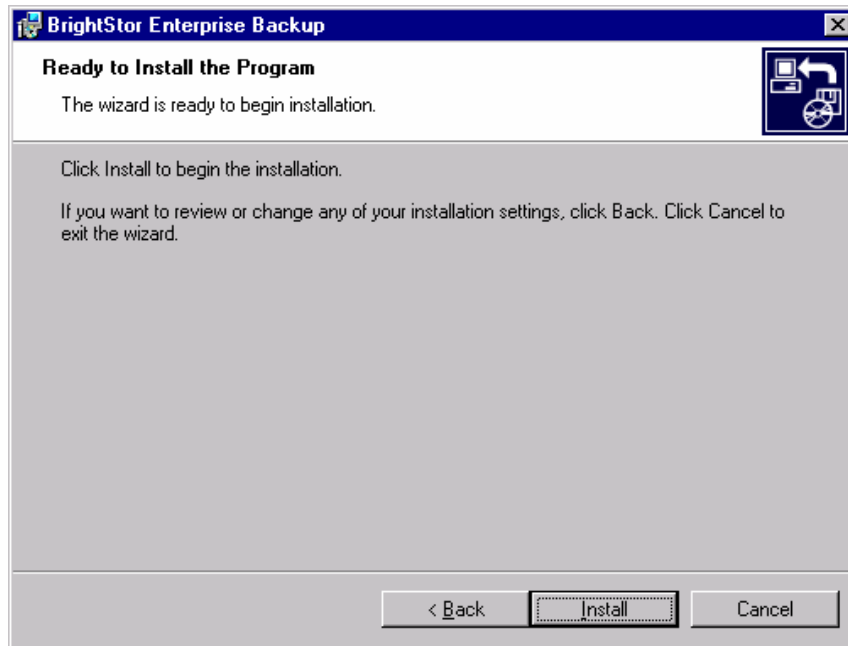 BrightStor Enterprise Backup
Ready to Install the Program
The wizard is ready to begin installation.
Click Install to begin the installation.
If you want to review or change any of your installation settings, click Back. Click Cancel to
exit the wizard.
< Back Install Cancel